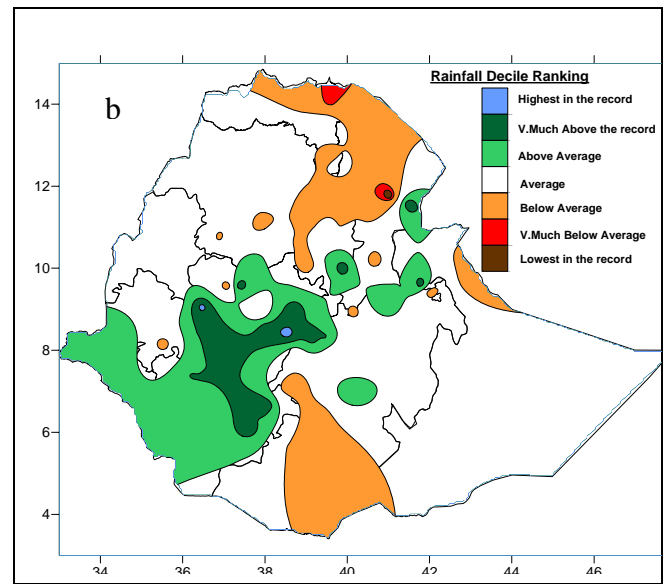 b
Rainfall Decile Ranking
Highest in the record
V.Much Above the record
Above Average
Average
Below Average
V.Much Below Average
Lowest in the record
14
12
10
8
6
4
34 36 38 40 42 44 46